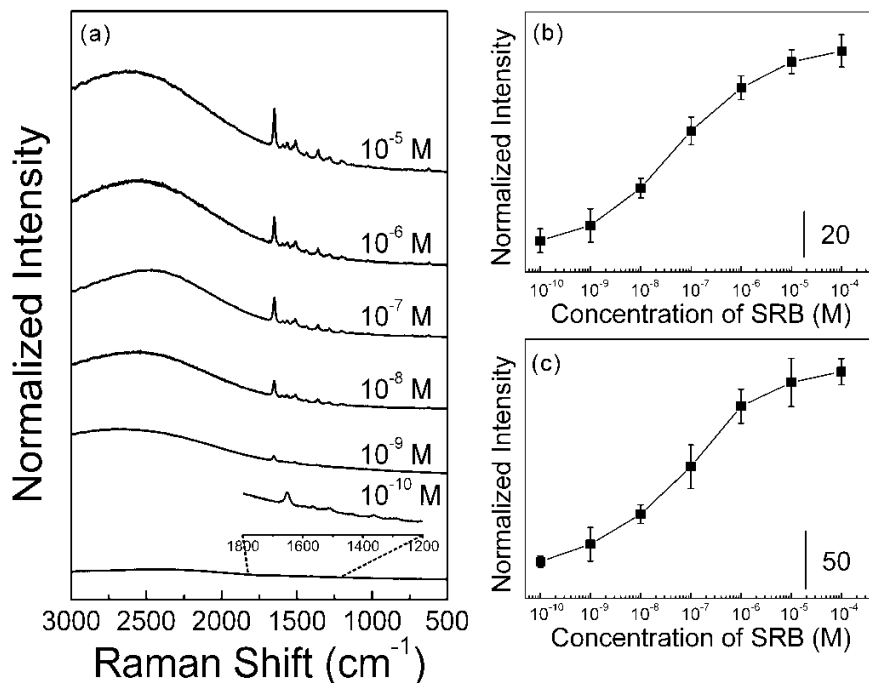 (a)
Normalized Intensity
10⁻⁵ M
10⁻⁶ M
10⁻⁷ M
10⁻⁸ M
10⁻⁹ M
10⁻¹⁰ M
1800 1600 1400 1200
3000 2500 2000 1500 1000 500
Raman Shift (cm⁻¹)
(b)
Normalized Intensity
20
10⁻¹⁰ 10⁻⁹ 10⁻⁸ 10⁻⁷ 10⁻⁶ 10⁻⁵ 10⁻⁴
Concentration of SRB (M)
(c)
Normalized Intensity
50
10⁻¹⁰ 10⁻⁹ 10⁻⁸ 10⁻⁷ 10⁻⁶ 10⁻⁵ 10⁻⁴
Concentration of SRB (M)